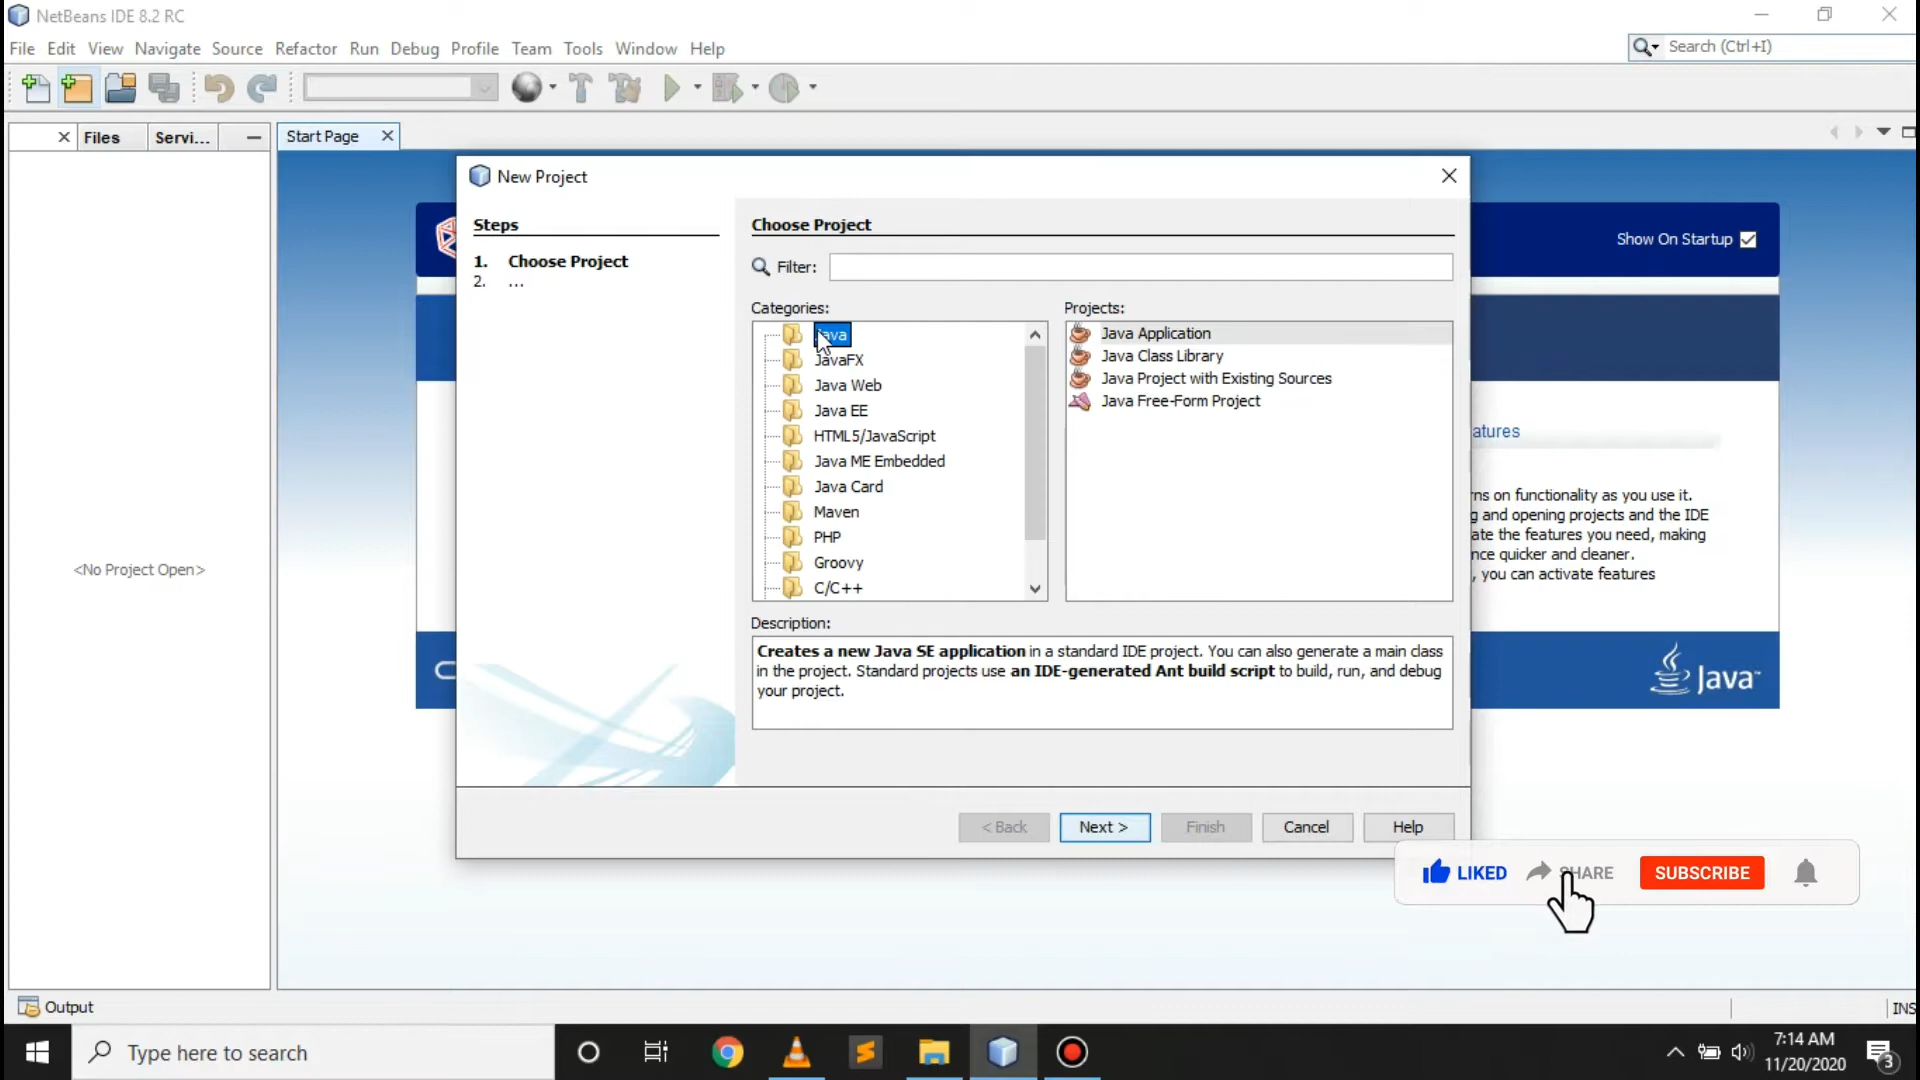 NetBeans IDE 8.2 RC
File Edit View Navigate Source Refactor Run Debug Profile Team Tools Window Help
Search (Ctrl+I)
Files
Servi...
Start Page
New Project
Steps
1. Choose Project
2. ...
Choose Project
Filter:
Categories:
Java
JavaFX
Java Web
Java EE
HTML5/JavaScript
Java ME Embedded
Java Card
Maven
PHP
Groovy
C/C++
Projects:
Java Application
Java Class Library
Java Project with Existing Sources
Java Free-Form Project
Description:
Creates a new Java SE application in a standard IDE project. You can also generate a main class
in the project. Standard projects use an IDE-generated Ant build script to build, run, and debug
your project.
< Back
Next >
Finish
Cancel
Help
<No Project Open>
Show On Startup
atures
rns on functionality as you use it.
g and opening projects and the IDE
ate the features you need, making
nce quicker and cleaner.
, you can activate features
Java
LIKED
SHARE
SUBSCRIBE
Output
INS
Type here to search
7:14 AM
11/20/2020
3